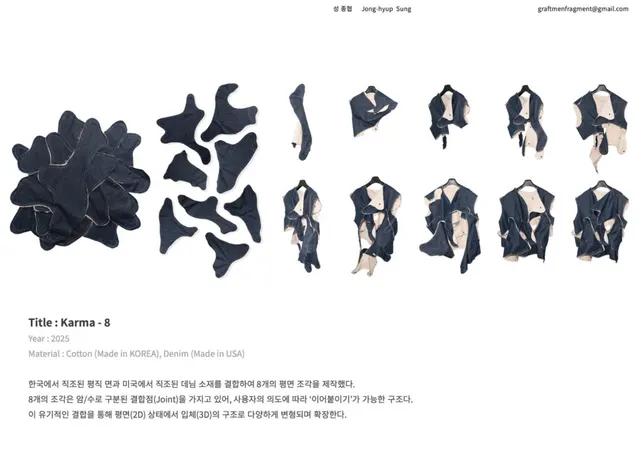 성 종협 Jong-hyup Sung
graftmenfragment@gmail.com
Title : Karma - 8
Year : 2025
Material : Cotton (Made in KOREA), Denim (Made in USA)
한국에서 직조된 평직 면과 미국에서 직조된 데님 소재를 결합하여 8개의 평면 조각을 제작했다.
8개의 조각은 암/수로 구분된 결합점(Joint)을 가지고 있어, 사용자의 의도에 따라 '이어붙이기'가 가능한 구조다.
이 유기적인 결합을 통해 평면(2D) 상태에서 입체(3D)의 구조로 다양하게 변형되며 확장한다.